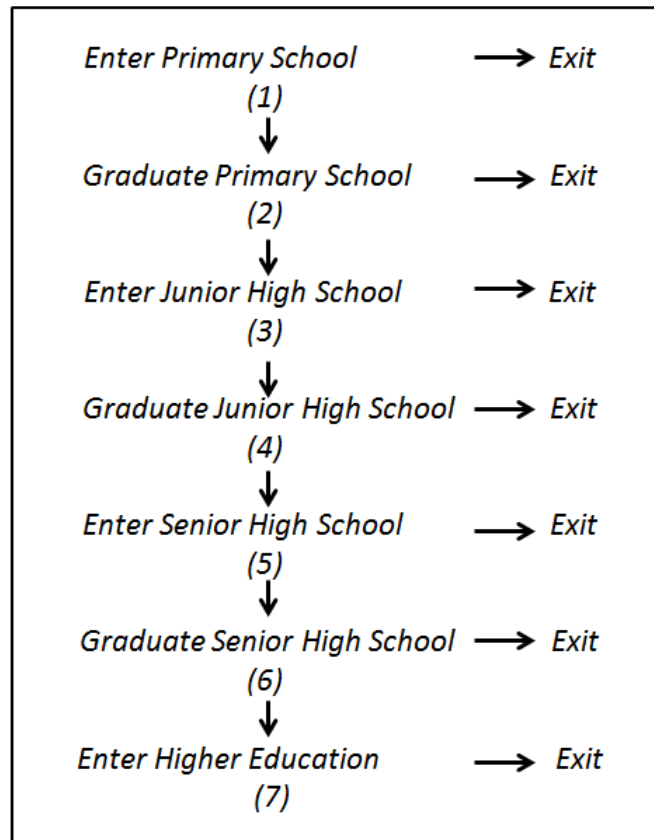 Enter Primary School Exit
(1)
Graduate Primary School Exit
(2)
Enter Junior High School Exit
(3)
Graduate Junior High School Exit
(4)
Enter Senior High School Exit
(5)
Graduate Senior High School Exit
(6)
Enter Higher Education Exit
(7)